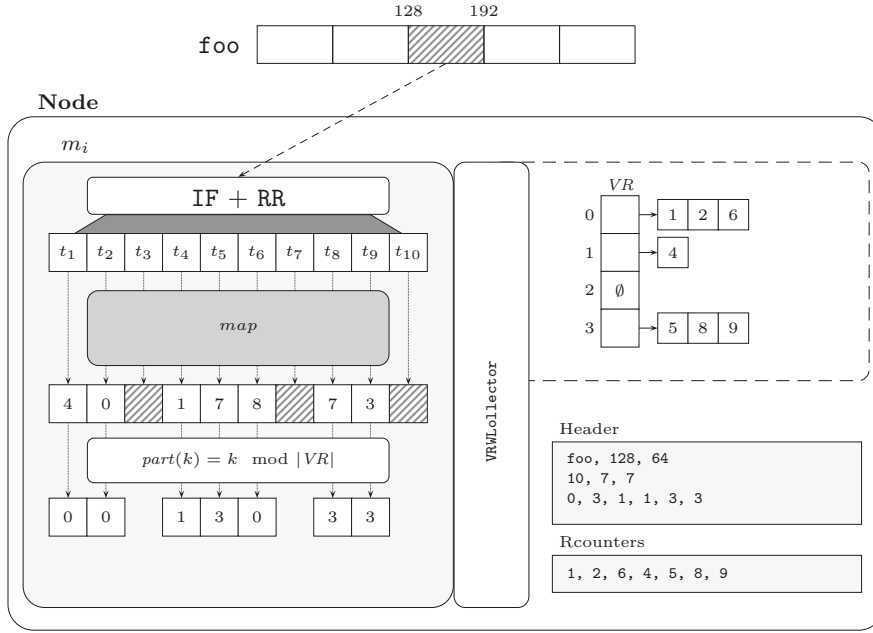 128 192
foo
Node
m_i
IF + RR
t_1 t_2 t_3 t_4 t_5 t_6 t_7 t_8 t_9 t_10
map
4 0 1 7 8 7 3
part(k) = k mod |VR|
0 0 1 3 0 3 3
VRWLollector
VR
0 1 2 6
1 4
2 ∅
3 5 8 9
Header
foo, 128, 64
10, 7, 7
0, 3, 1, 1, 3, 3
Rcounters
1, 2, 6, 4, 5, 8, 9